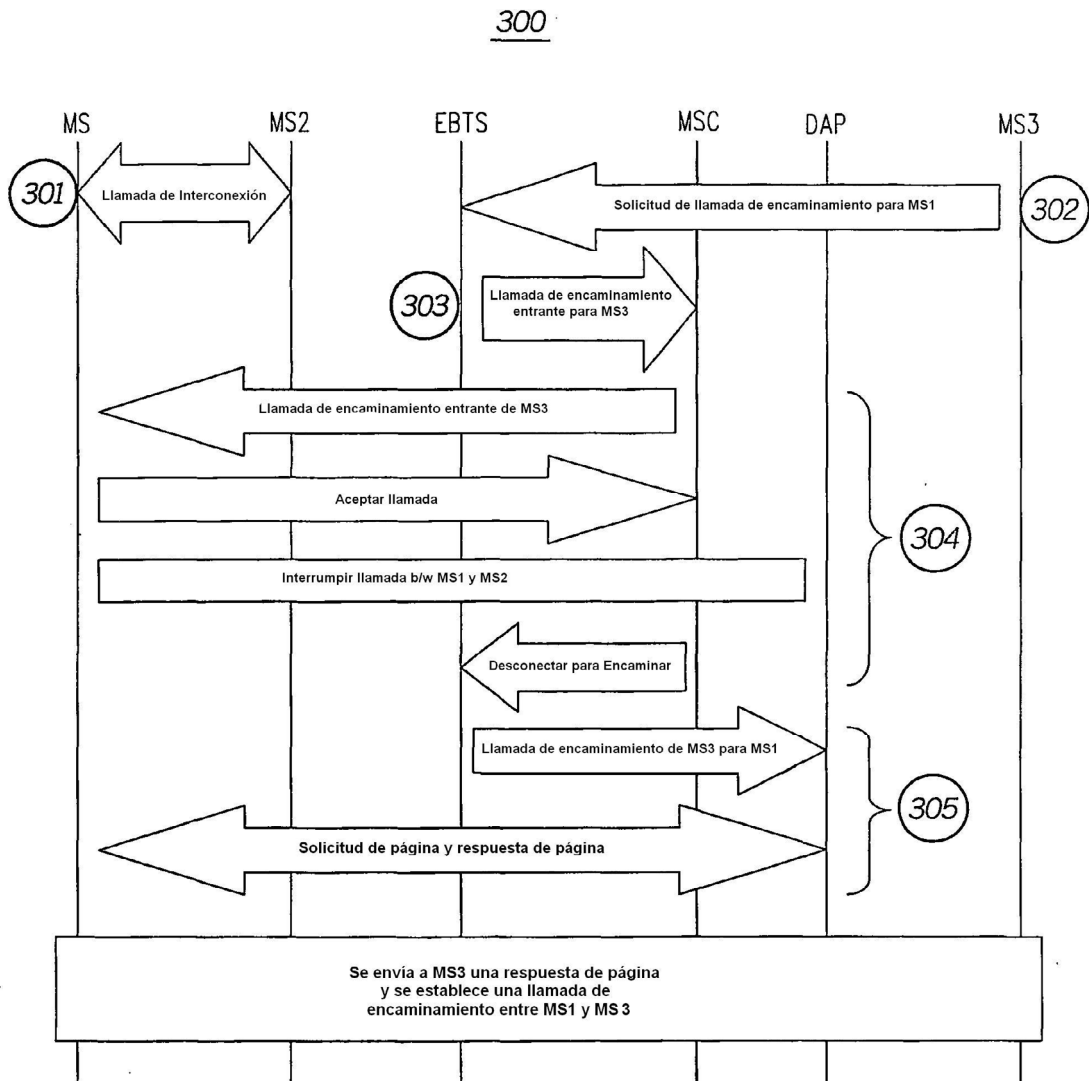 300
MS MS2 EBTS MSC DAP MS3
301
Llamada de Interconexión
Solicitud de llamada de encaminamiento para MS1
302
303
Llamada de encaminamiento
entrante para MS3
Llamada de encaminamiento entrante de MS3
Aceptar llamada
304
Interrumpir llamada b/w MS1 y MS2
Desconectar para Encaminar
Llamada de encaminamiento de MS3 para MS1
305
Solicitud de página y respuesta de página
Se envía a MS3 una respuesta de página
y se establece una llamada de
encaminamiento entre MS1 y MS 3